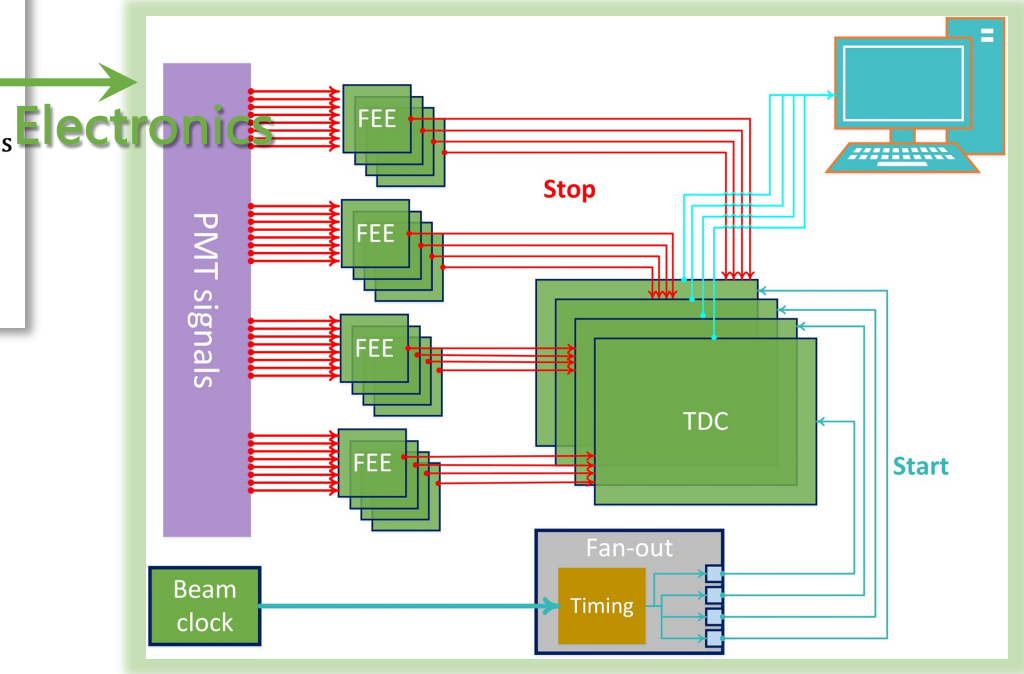 s
Electronics
PMT signals
FEE
FEE
FEE
FEE
Stop
TDC
Start
Fan-out
Timing
Beam
clock